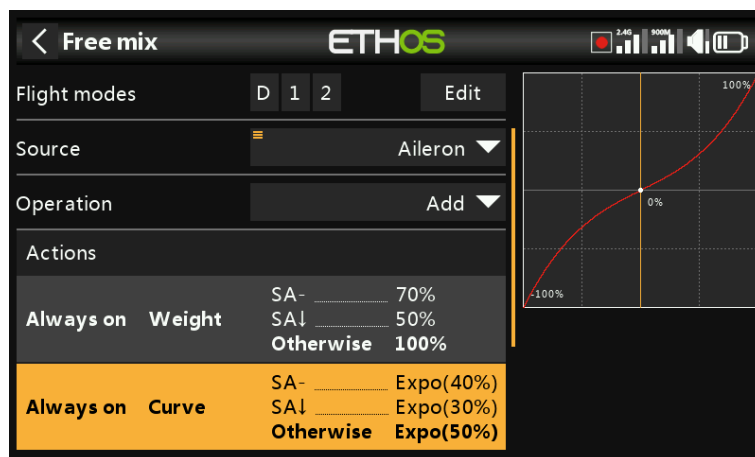 Free mix
ETHOS
2.4G 900M
Flight modes D 1 2 Edit
Source Aileron
Operation Add
Actions
Always on Weight
SA- 70%
SA↓ 50%
Otherwise 100%
Always on Curve
SA- Expo(40%)
SA↓ Expo(30%)
Otherwise Expo(50%)
100%
0%
-100%